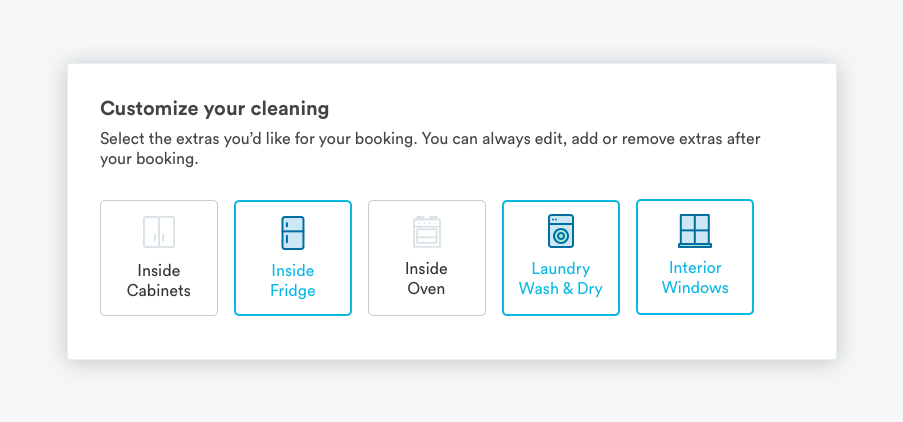 Customize your cleaning
Select the extras you’d like for your booking. You can always edit, add or remove extras after
your booking.
Inside
Cabinets
Inside
Fridge
Inside
Oven
Laundry
Wash & Dry
Interior
Windows